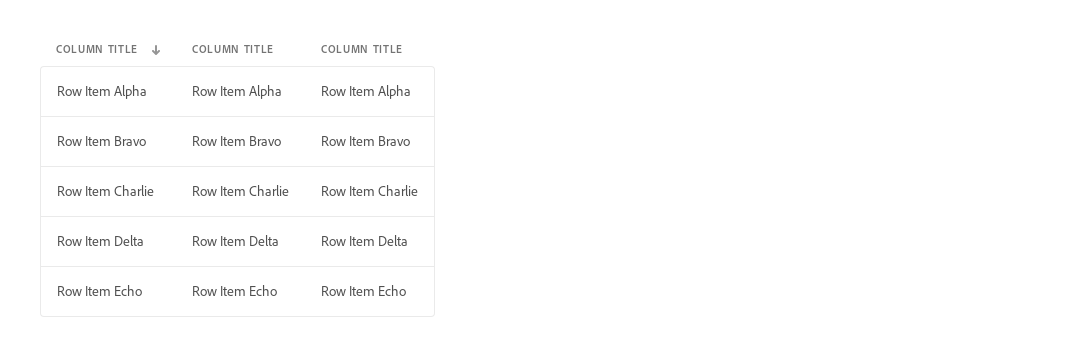 COLUMN TITLE COLUMN TITLE COLUMN TITLE
Row Item Alpha Row Item Alpha Row Item Alpha
Row Item Bravo Row Item Bravo Row Item Bravo
Row Item Charlie Row Item Charlie Row Item Charlie
Row Item Delta Row Item Delta Row Item Delta
Row Item Echo Row Item Echo Row Item Echo